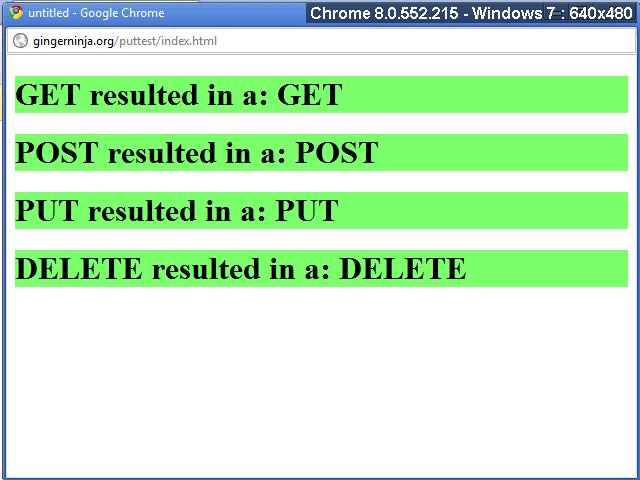 untitled - Google Chrome
Chrome 8.0.552.215 - Windows 7 : 640x480
gingerninja.org/puttest/index.html
GET resulted in a: GET
POST resulted in a: POST
PUT resulted in a: PUT
DELETE resulted in a: DELETE